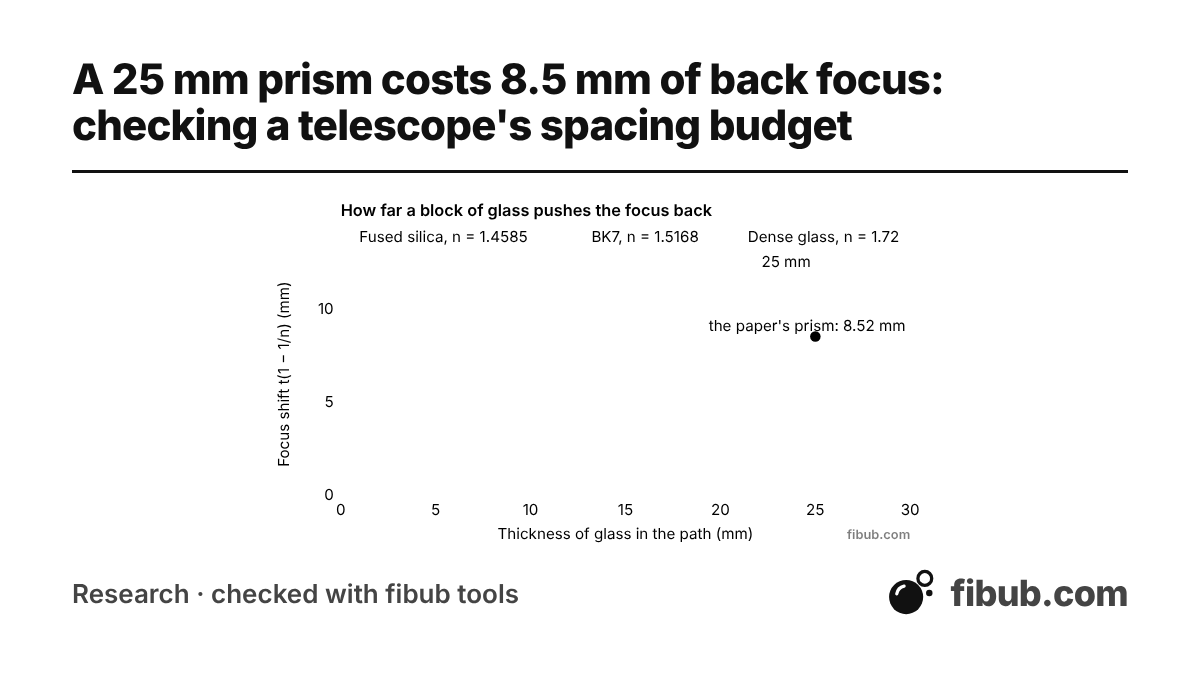 A 25 mm prism costs 8.5 mm of back focus:
checking a telescope's spacing budget
How far a block of glass pushes the focus back
Fused silica, n = 1.4585
BK7, n = 1.5168
Dense glass, n = 1.72
25 mm
the paper's prism: 8.52 mm
Focus shift t(1 − 1/n) (mm)
10
5
0
0 5 10 15 20 25 30
Thickness of glass in the path (mm)
fibub.com
Research · checked with fibub tools
fibub.com